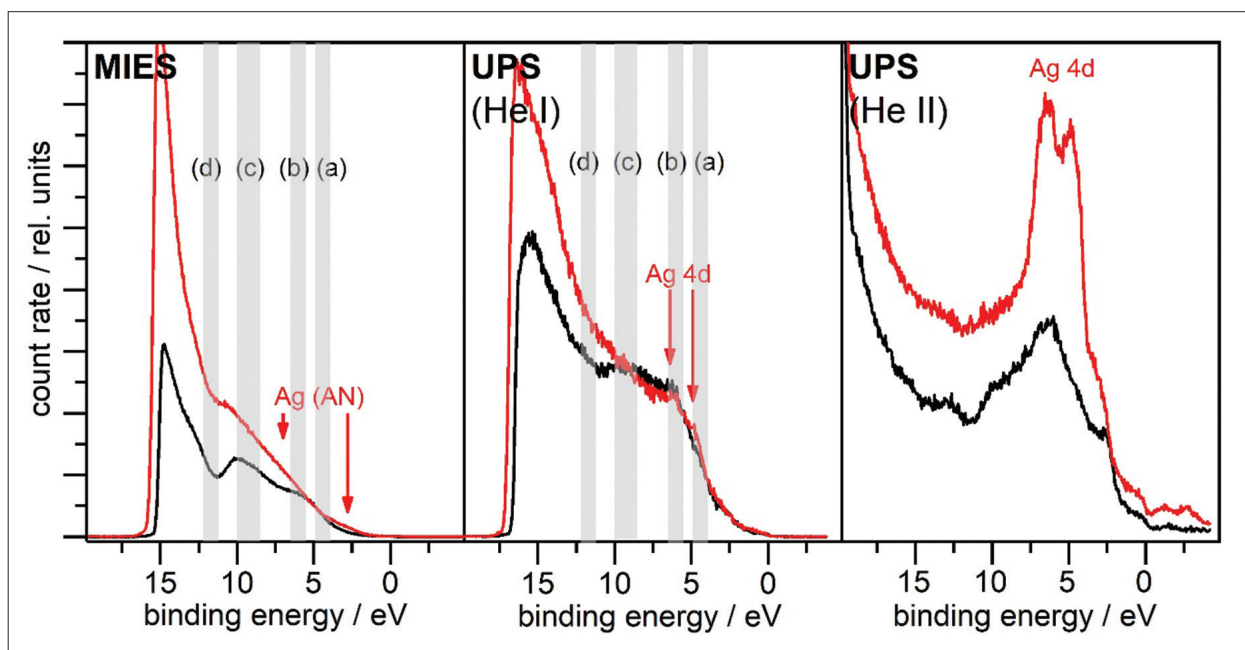 MIES
UPS
(He I)
UPS
(He II)
Ag 4d
(d) (c) (b) (a)
(d) (c) (b) (a)
Ag 4d
Ag (AN)
count rate / rel. units
15 10 5 0
15 10 5 0
15 10 5 0
binding energy / eV
binding energy / eV
binding energy / eV